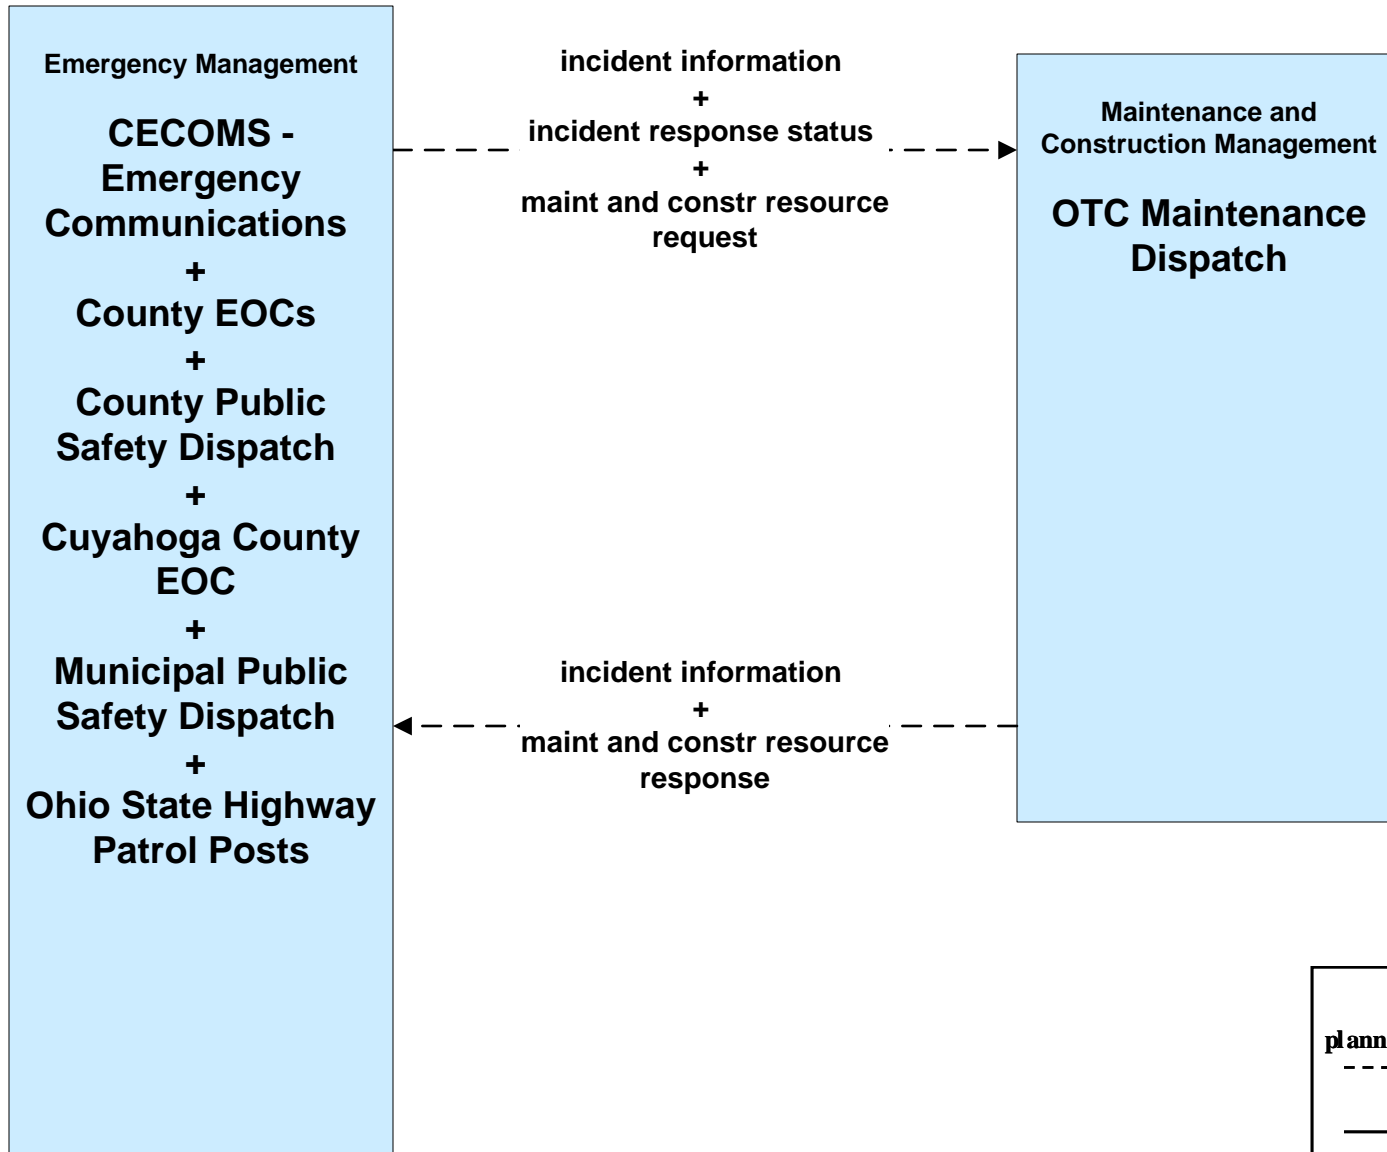 Emergency Management
CECOMS -
Emergency
Communications
+
County EOCs
+
County Public
Safety Dispatch
+
Cuyahoga County
EOC
+
Municipal Public
Safety Dispatch
+
Ohio State Highway
Patrol Posts
incident information
+
incident response status
+
maint and constr resource
request
Maintenance and
Construction Management
OTC Maintenance
Dispatch
incident information
+
maint and constr resource
response